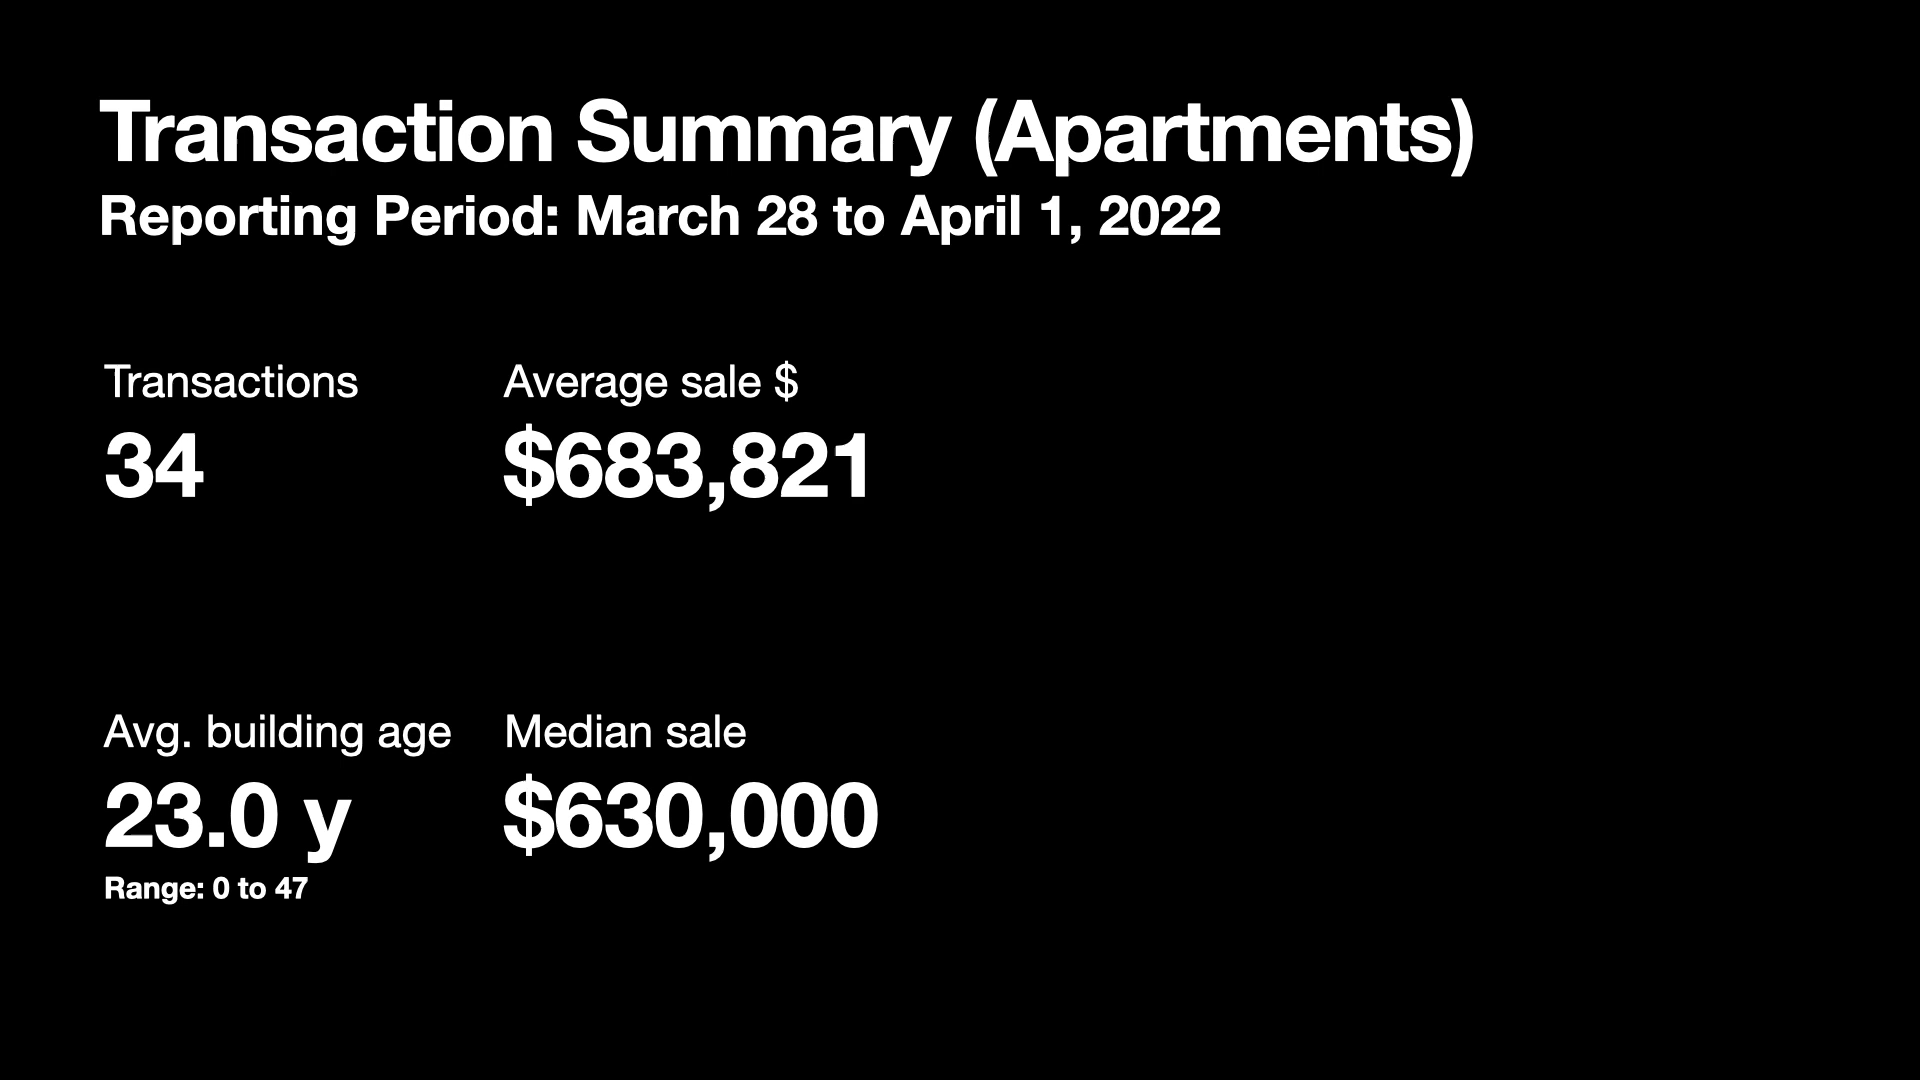 Transaction Summary (Apartments)
Reporting Period: March 28 to April 1, 2022
Transactions
34
Average sale $
$683,821
Avg. building age
23.0 y
Range: 0 to 47
Median sale
$630,000